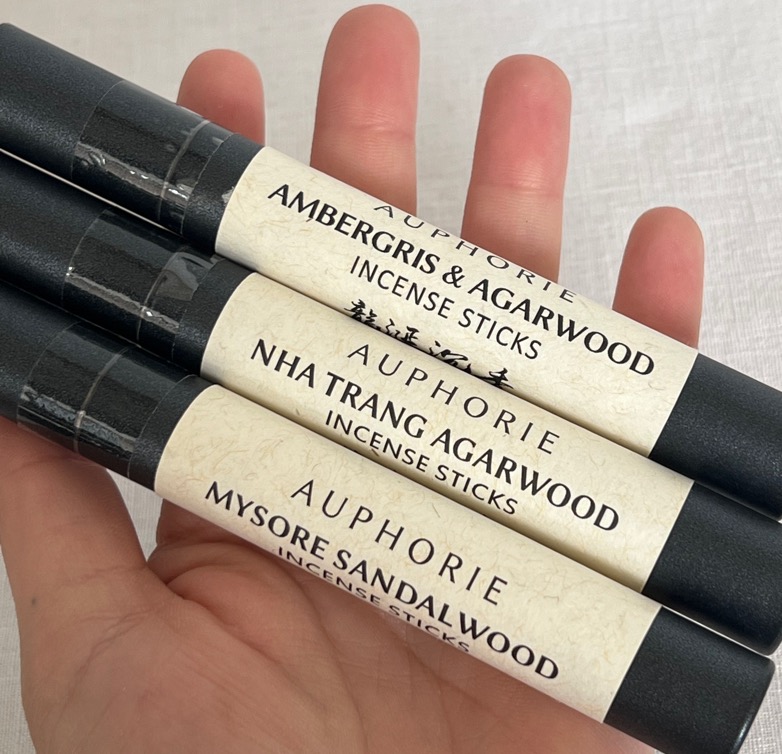 AUPHORIE
AMBERGRIS & AGARWOOD
INCENSE STICKS
龍涎沉香
AUPHORIE
NHA TRANG AGARWOOD
INCENSE STICKS
AUPHORIE
MYSORE SANDALWOOD
INCENSE STICKS